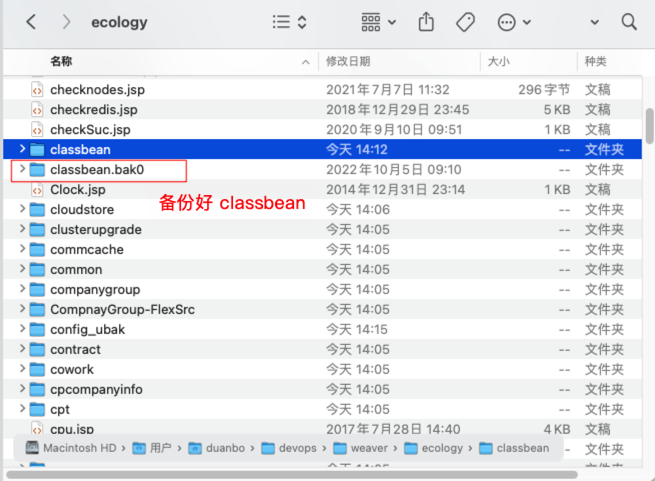 ecology
名称 修改日期 大小 种类
checknodes.jsp 2021年7月7日 11:32 296 字节 文稿
checkredis.jsp 2018年12月29日 23:45 5 KB 文稿
checkSuc.jsp 2020年9月10日 09:51 1 KB 文稿
classbean 今天 14:12 -- 文件夹
classbean.bak0 2022年10月5日 09:10 -- 文件夹
Clock.jsp 2014年12月31日 23:14 1 KB 文稿
备份好 classbean
cloudstore 今天 14:06 -- 文件夹
clusterupgrade 今天 14:05 -- 文件夹
commcache 今天 14:05 -- 文件夹
common 今天 14:05 -- 文件夹
companygroup 今天 14:05 -- 文件夹
CompnayGroup-FlexSrc 今天 14:05 -- 文件夹
config_ubak 今天 14:15 -- 文件夹
contract 今天 14:05 -- 文件夹
cowork 今天 14:05 -- 文件夹
cpcompanyinfo 今天 14:05 -- 文件夹
cpt 今天 14:05 -- 文件夹
cpu.jsp 2017年7月28日 14:40 4 KB 文稿
Macintosh HD › 用户 › duanbo › devops › weaver › ecology › classbean -- 文件夹
-- 文件夹